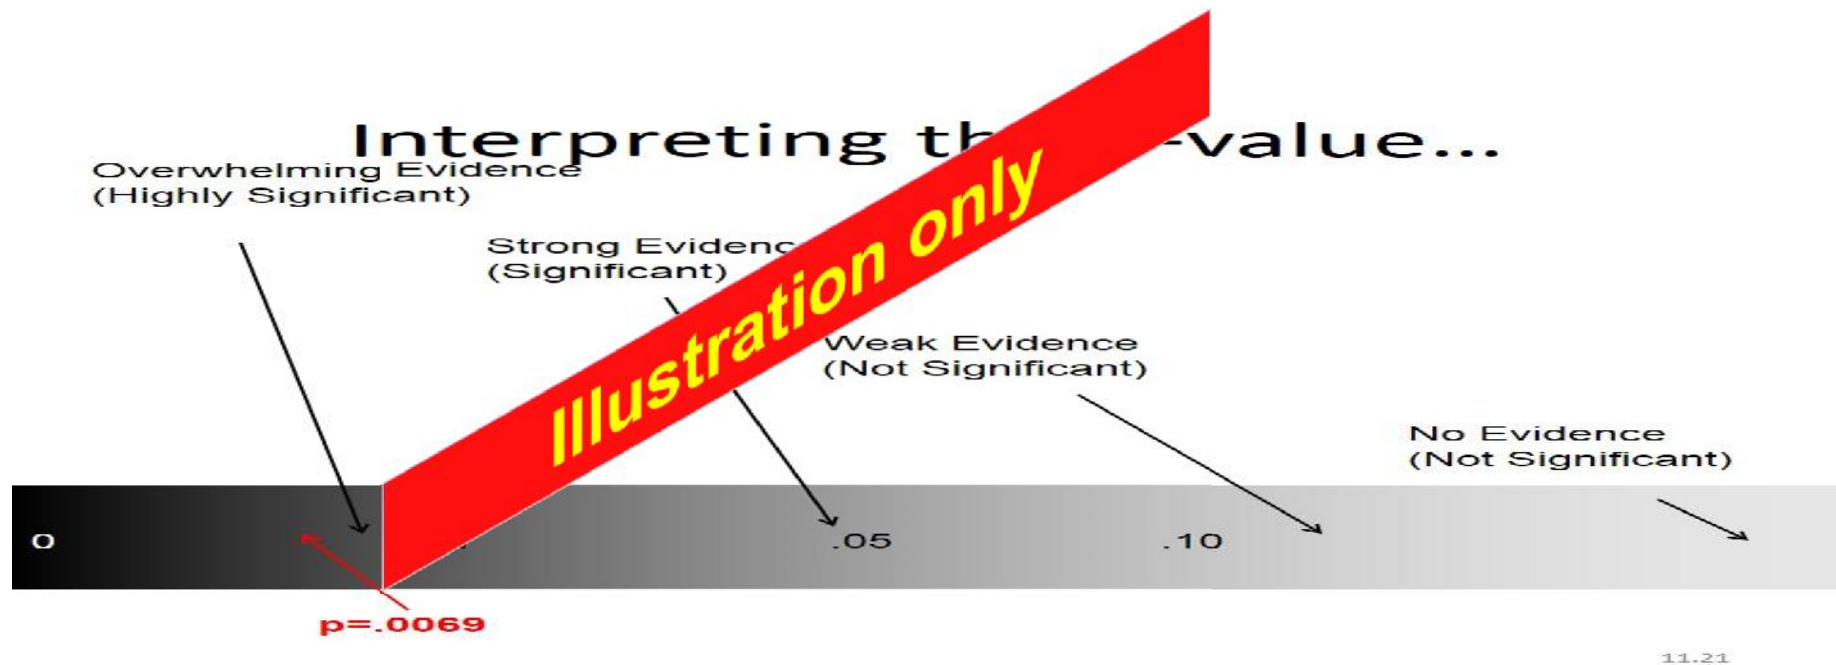 Interpreting th -value...
Overwhelming Evidence
(Highly Significant)
Strong Evidenc
(Significant)
Illustration only
Weak Evidence
(Not Significant)
No Evidence
(Not Significant)
0 .05 .10
p=.0069
11.21